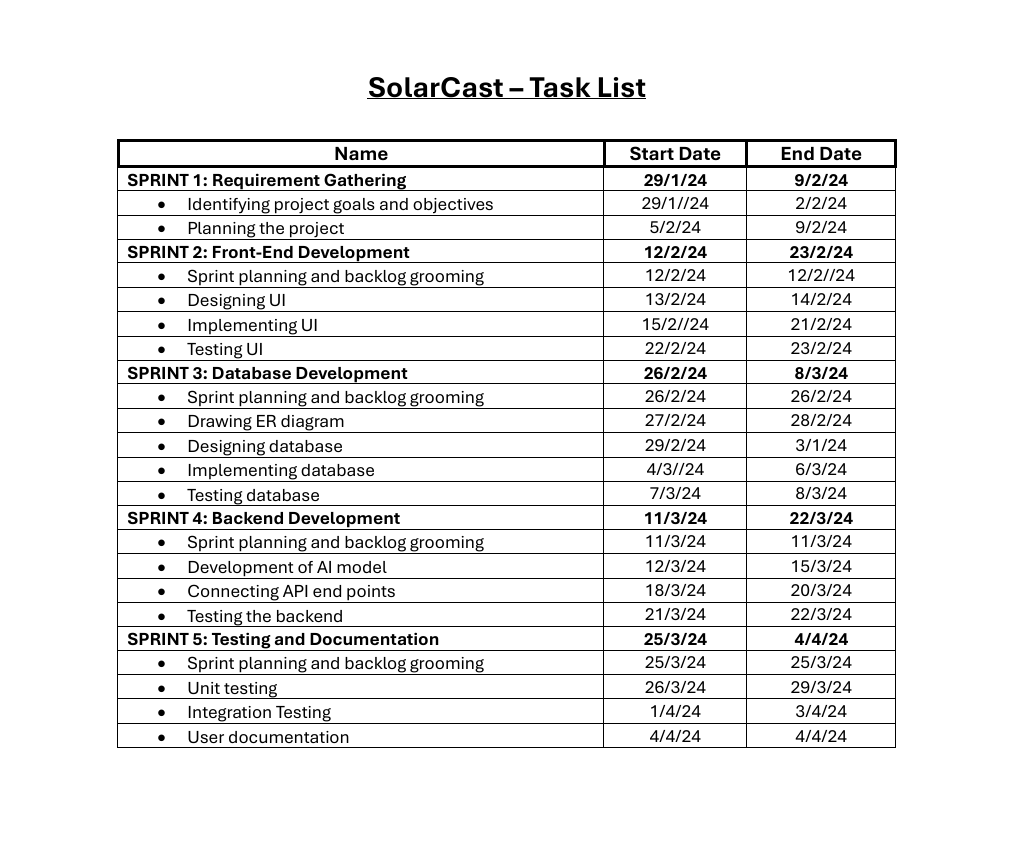 SolarCast – Task List
Name Start Date End Date
SPRINT 1: Requirement Gathering 29/1/24 9/2/24
• Identifying project goals and objectives 29/1//24 2/2/24
• Planning the project 5/2/24 9/2/24
SPRINT 2: Front-End Development 12/2/24 23/2/24
• Sprint planning and backlog grooming 12/2/24 12/2//24
• Designing UI 13/2/24 14/2/24
• Implementing UI 15/2//24 21/2/24
• Testing UI 22/2/24 23/2/24
SPRINT 3: Database Development 26/2/24 8/3/24
• Sprint planning and backlog grooming 26/2/24 26/2/24
• Drawing ER diagram 27/2/24 28/2/24
• Designing database 29/2/24 3/1/24
• Implementing database 4/3//24 6/3/24
• Testing database 7/3/24 8/3/24
SPRINT 4: Backend Development 11/3/24 22/3/24
• Sprint planning and backlog grooming 11/3/24 11/3/24
• Development of AI model 12/3/24 15/3/24
• Connecting API end points 18/3/24 20/3/24
• Testing the backend 21/3/24 22/3/24
SPRINT 5: Testing and Documentation 25/3/24 4/4/24
• Sprint planning and backlog grooming 25/3/24 25/3/24
• Unit testing 26/3/24 29/3/24
• Integration Testing 1/4/24 3/4/24
• User documentation 4/4/24 4/4/24